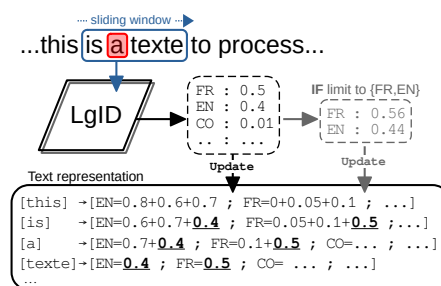 sliding window
...this is a texte to process...
LgID
FR : 0.5
EN : 0.4
CO : 0.01
.. : ...
IF limit to {FR,EN}
FR : 0.56
EN : 0.44
Update
Update
Text representation
[this] →[EN=0.8+0.6+0.7 ; FR=0+0.05+0.1 ; ...]
[is] →[EN=0.6+0.7+0.4 ; FR=0.05+0.1+0.5 ;...]
[a] →[EN=0.7+0.4 ; FR=0.1+0.5 ; CO=... ; ...]
[texte]→[EN=0.4 ; FR=0.5 ; CO= ... ; ...]
...